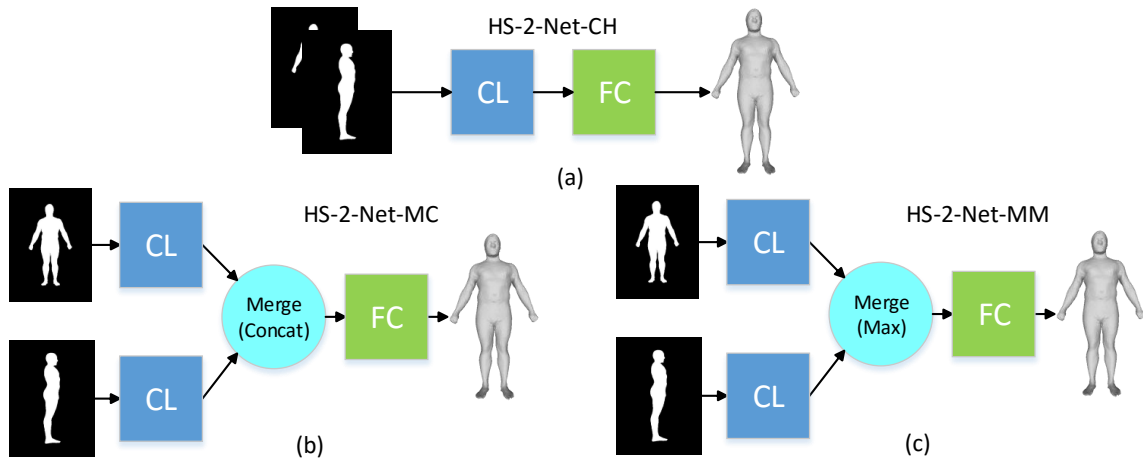 HS-2-Net-CH
CL
FC
(a)
HS-2-Net-MC
CL
Merge
(Concat)
FC
CL
(b)
HS-2-Net-MM
CL
Merge
(Max)
FC
CL
(c)